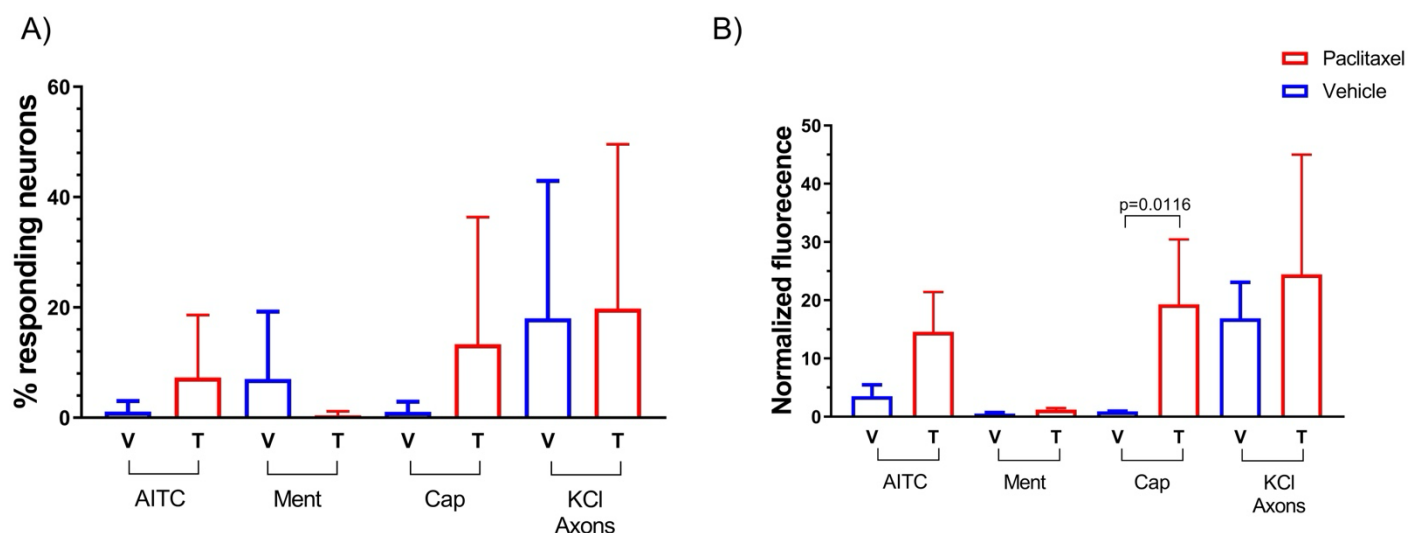 A)
% responding neurons
60
40
20
0
V T V T V T V T
AITC Ment Cap KCl
Axons
B)
Paclitaxel
Vehicle
Normalized fluorecence
50
40
30
20
10
0
p=0.0116
V T V T V T V T
AITC Ment Cap KCl
Axons